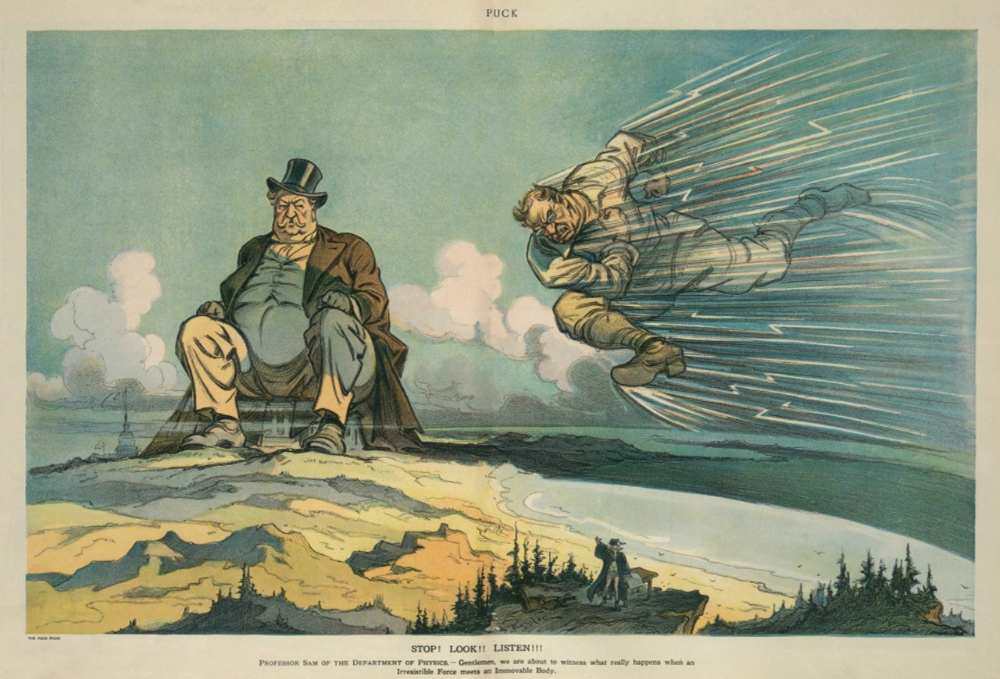 PUCK
THE PUCK PRESS
STOP! LOOK!! LISTEN!!!
PROFESSOR SAM OF THE DEPARTMENT OF PHYSICS.— Gentlemen, we are about to witness what really happens when an
Irresistible Force meets an Immovable Body.